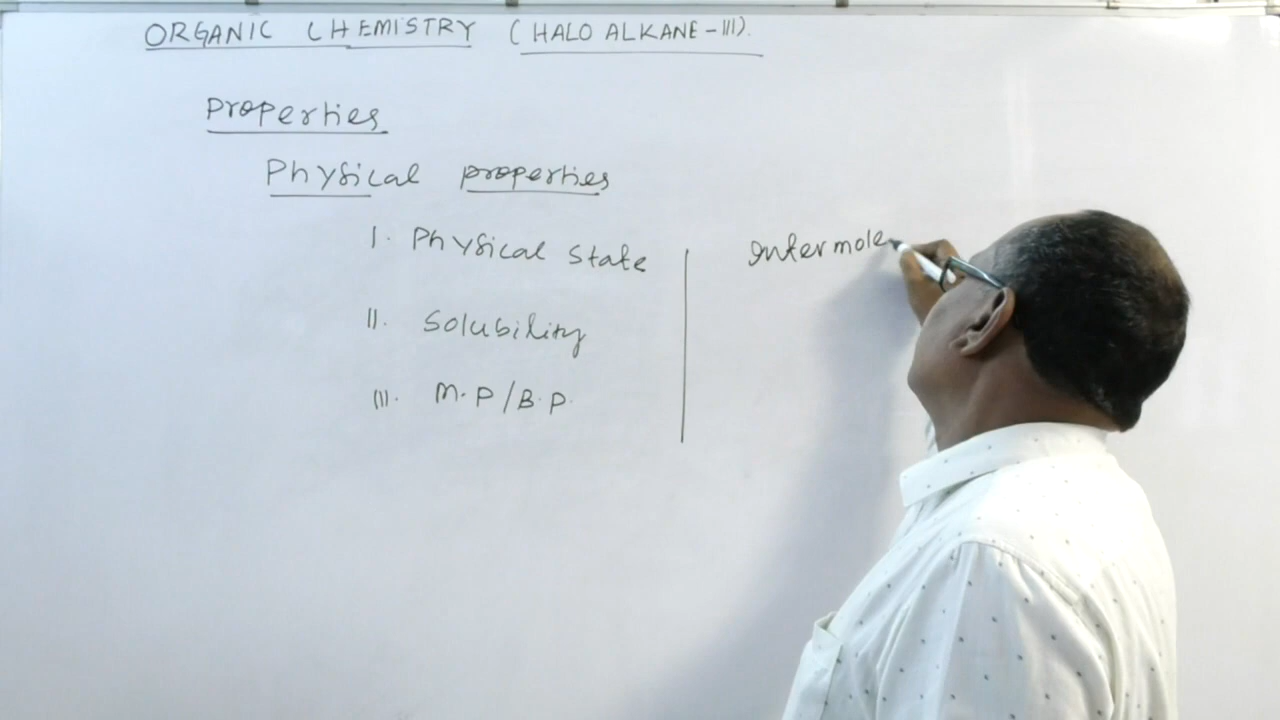 ORGANIC CHEMISTRY (HALO ALKANE-III).
Properties
Physical properties
I. Physical State
II. Solubility
III. M.P/B.P.
Intermole